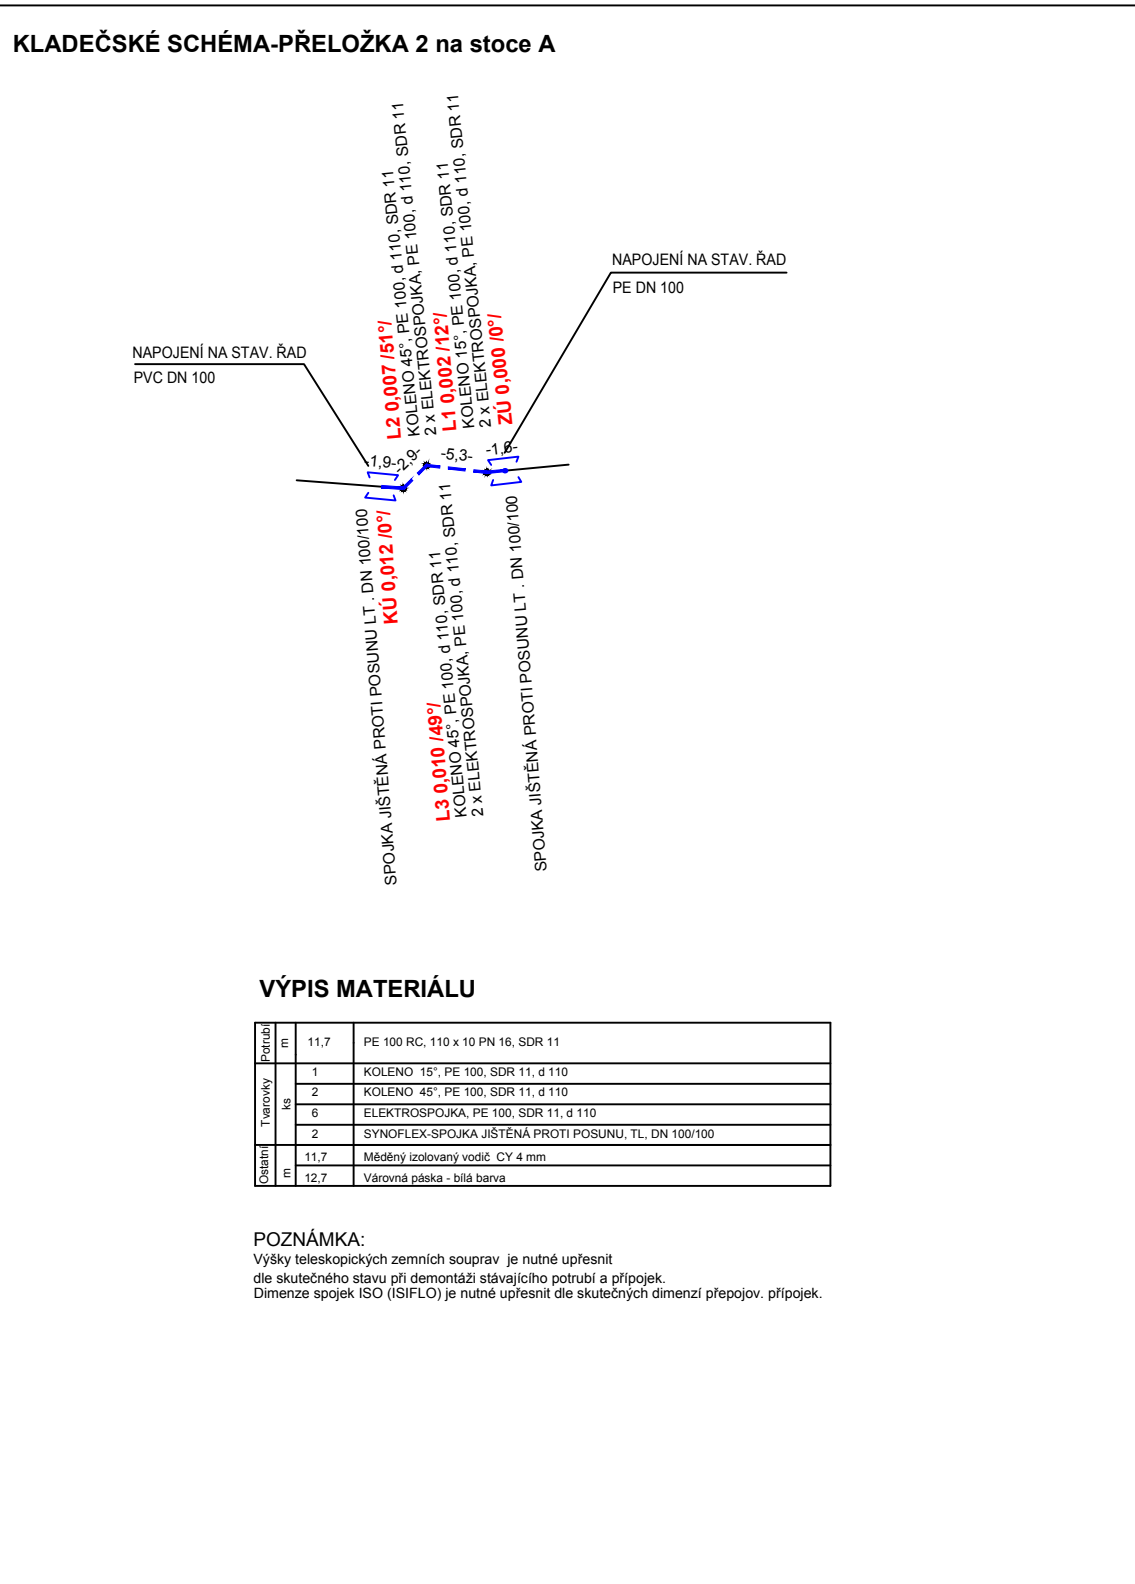 KLADEČSKÉ SCHÉMA-PŘELOŽKA 2 na stoce A
L2 0,007 /51°/
KOLENO 45°, PE 100, d 110, SDR 11
2 x ELEKTROSPOJKA, PE 100, d 110, SDR 11
L1 0,002 /12°/
KOLENO 15°, PE 100, d 110, SDR 11
2 x ELEKTROSPOJKA, PE 100, d 110, SDR 11
ZÚ 0,000 /0°/
NAPOJENÍ NA STAV. ŘAD
PE DN 100
NAPOJENÍ NA STAV. ŘAD
PVC DN 100
-1,9-
-2,9-
-5,3-
-1,6-
SPOJKA JIŠTĚNÁ PROTI POSUNU LT . DN 100/100
KÚ 0,012 /0°/
L3 0,010 /49°/
KOLENO 45°, PE 100, d 110, SDR 11
2 x ELEKTROSPOJKA, PE 100, d 110, SDR 11
SPOJKA JIŠTĚNÁ PROTI POSUNU LT . DN 100/100
VÝPIS MATERIÁLU
Potrubí m 11,7 PE 100 RC, 110 x 10 PN 16, SDR 11
Tvarovky ks 1 KOLENO 15°, PE 100, SDR 11, d 110
2 KOLENO 45°, PE 100, SDR 11, d 110
6 ELEKTROSPOJKA, PE 100, SDR 11, d 110
2 SYNOFLEX-SPOJKA JIŠTĚNÁ PROTI POSUNU, TL, DN 100/100
Ostatní m 11,7 Měděný izolovaný vodič CY 4 mm
12,7 Várovná páska - bílá barva
POZNÁMKA:
Výšky teleskopických zemních souprav je nutné upřesnit
dle skutečného stavu při demontáži stávajícího potrubí a přípojek.
Dimenze spojek ISO (ISIFLO) je nutné upřesnit dle skutečných dimenzí přepojov. přípojek.